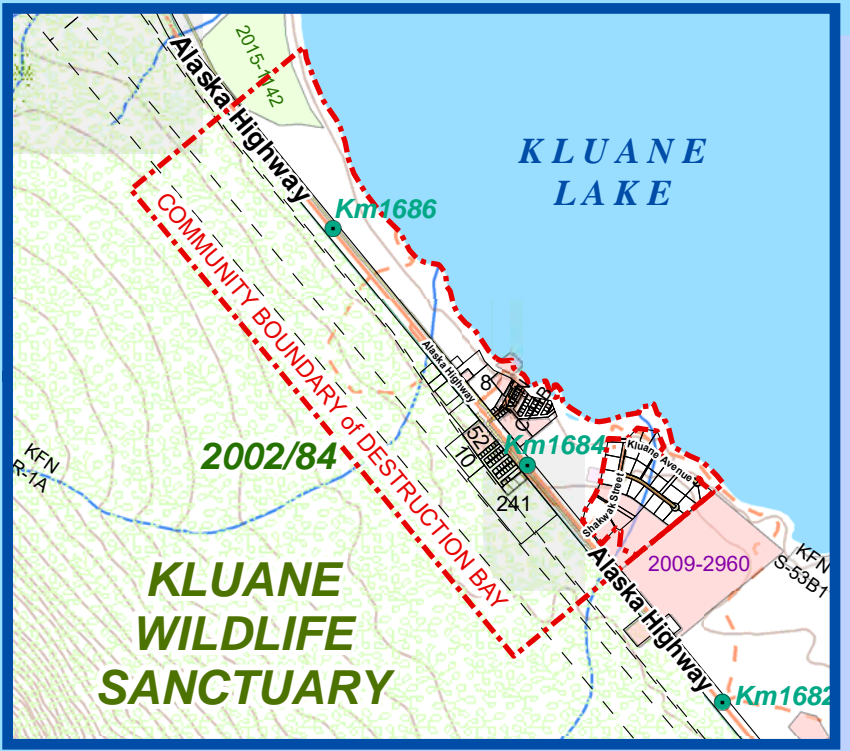 2015-1142
Alaska Highway
KLUANE
LAKE
Km1686
COMMUNITY BOUNDARY of DESTRUCTION BAY
Alaska Highway
8
B
C
52
10
Km1684
241
Kluane Avenue
Shakwak Street
2002/84
KFN
R-1A
Alaska Highway
2009-2960
KFN
S-53B1
KLUANE
WILDLIFE
SANCTUARY
Km1682